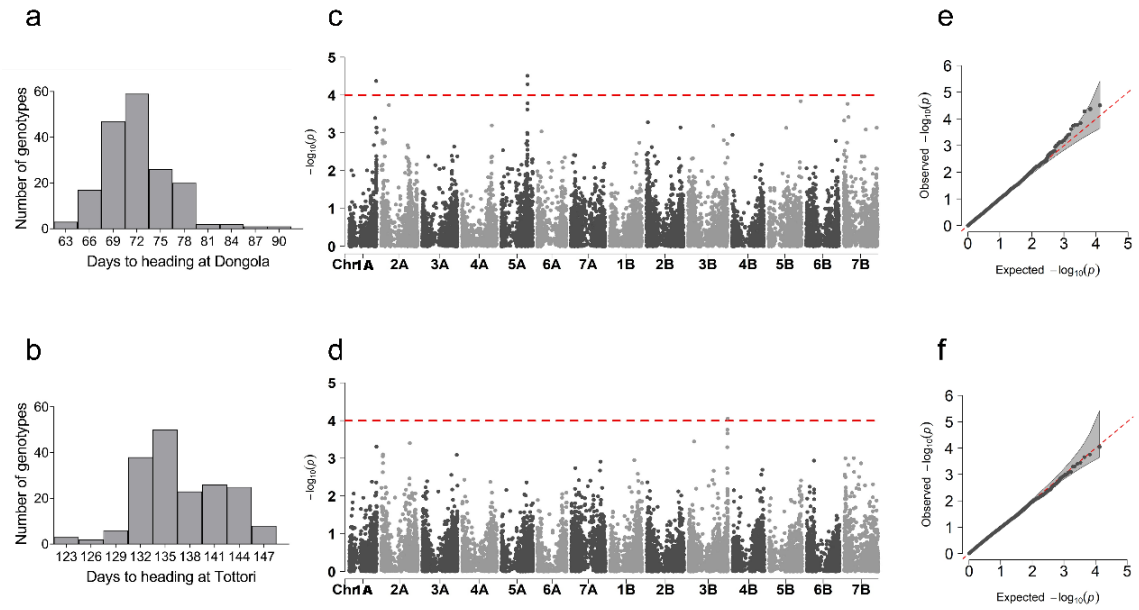 a
Number of genotypes
60
40
20
0
63 66 69 72 75 78 81 84 87 90
Days to heading at Dongola
c
−log10(p)
5
4
3
2
1
0
Chr1A 2A 3A 4A 5A 6A 7A 1B 2B 3B 4B 5B 6B 7B
e
Observed −log10(p)
6
5
4
3
2
1
0
0 1 2 3 4 5
Expected −log10(p)
b
Number of genotypes
60
40
20
0
123 126 129 132 135 138 141 144 147
Days to heading at Tottori
d
−log10(p)
5
4
3
2
1
0
Chr1A 2A 3A 4A 5A 6A 7A 1B 2B 3B 4B 5B 6B 7B
f
Observed −log10(p)
6
5
4
3
2
1
0
0 1 2 3 4 5
Expected −log10(p)